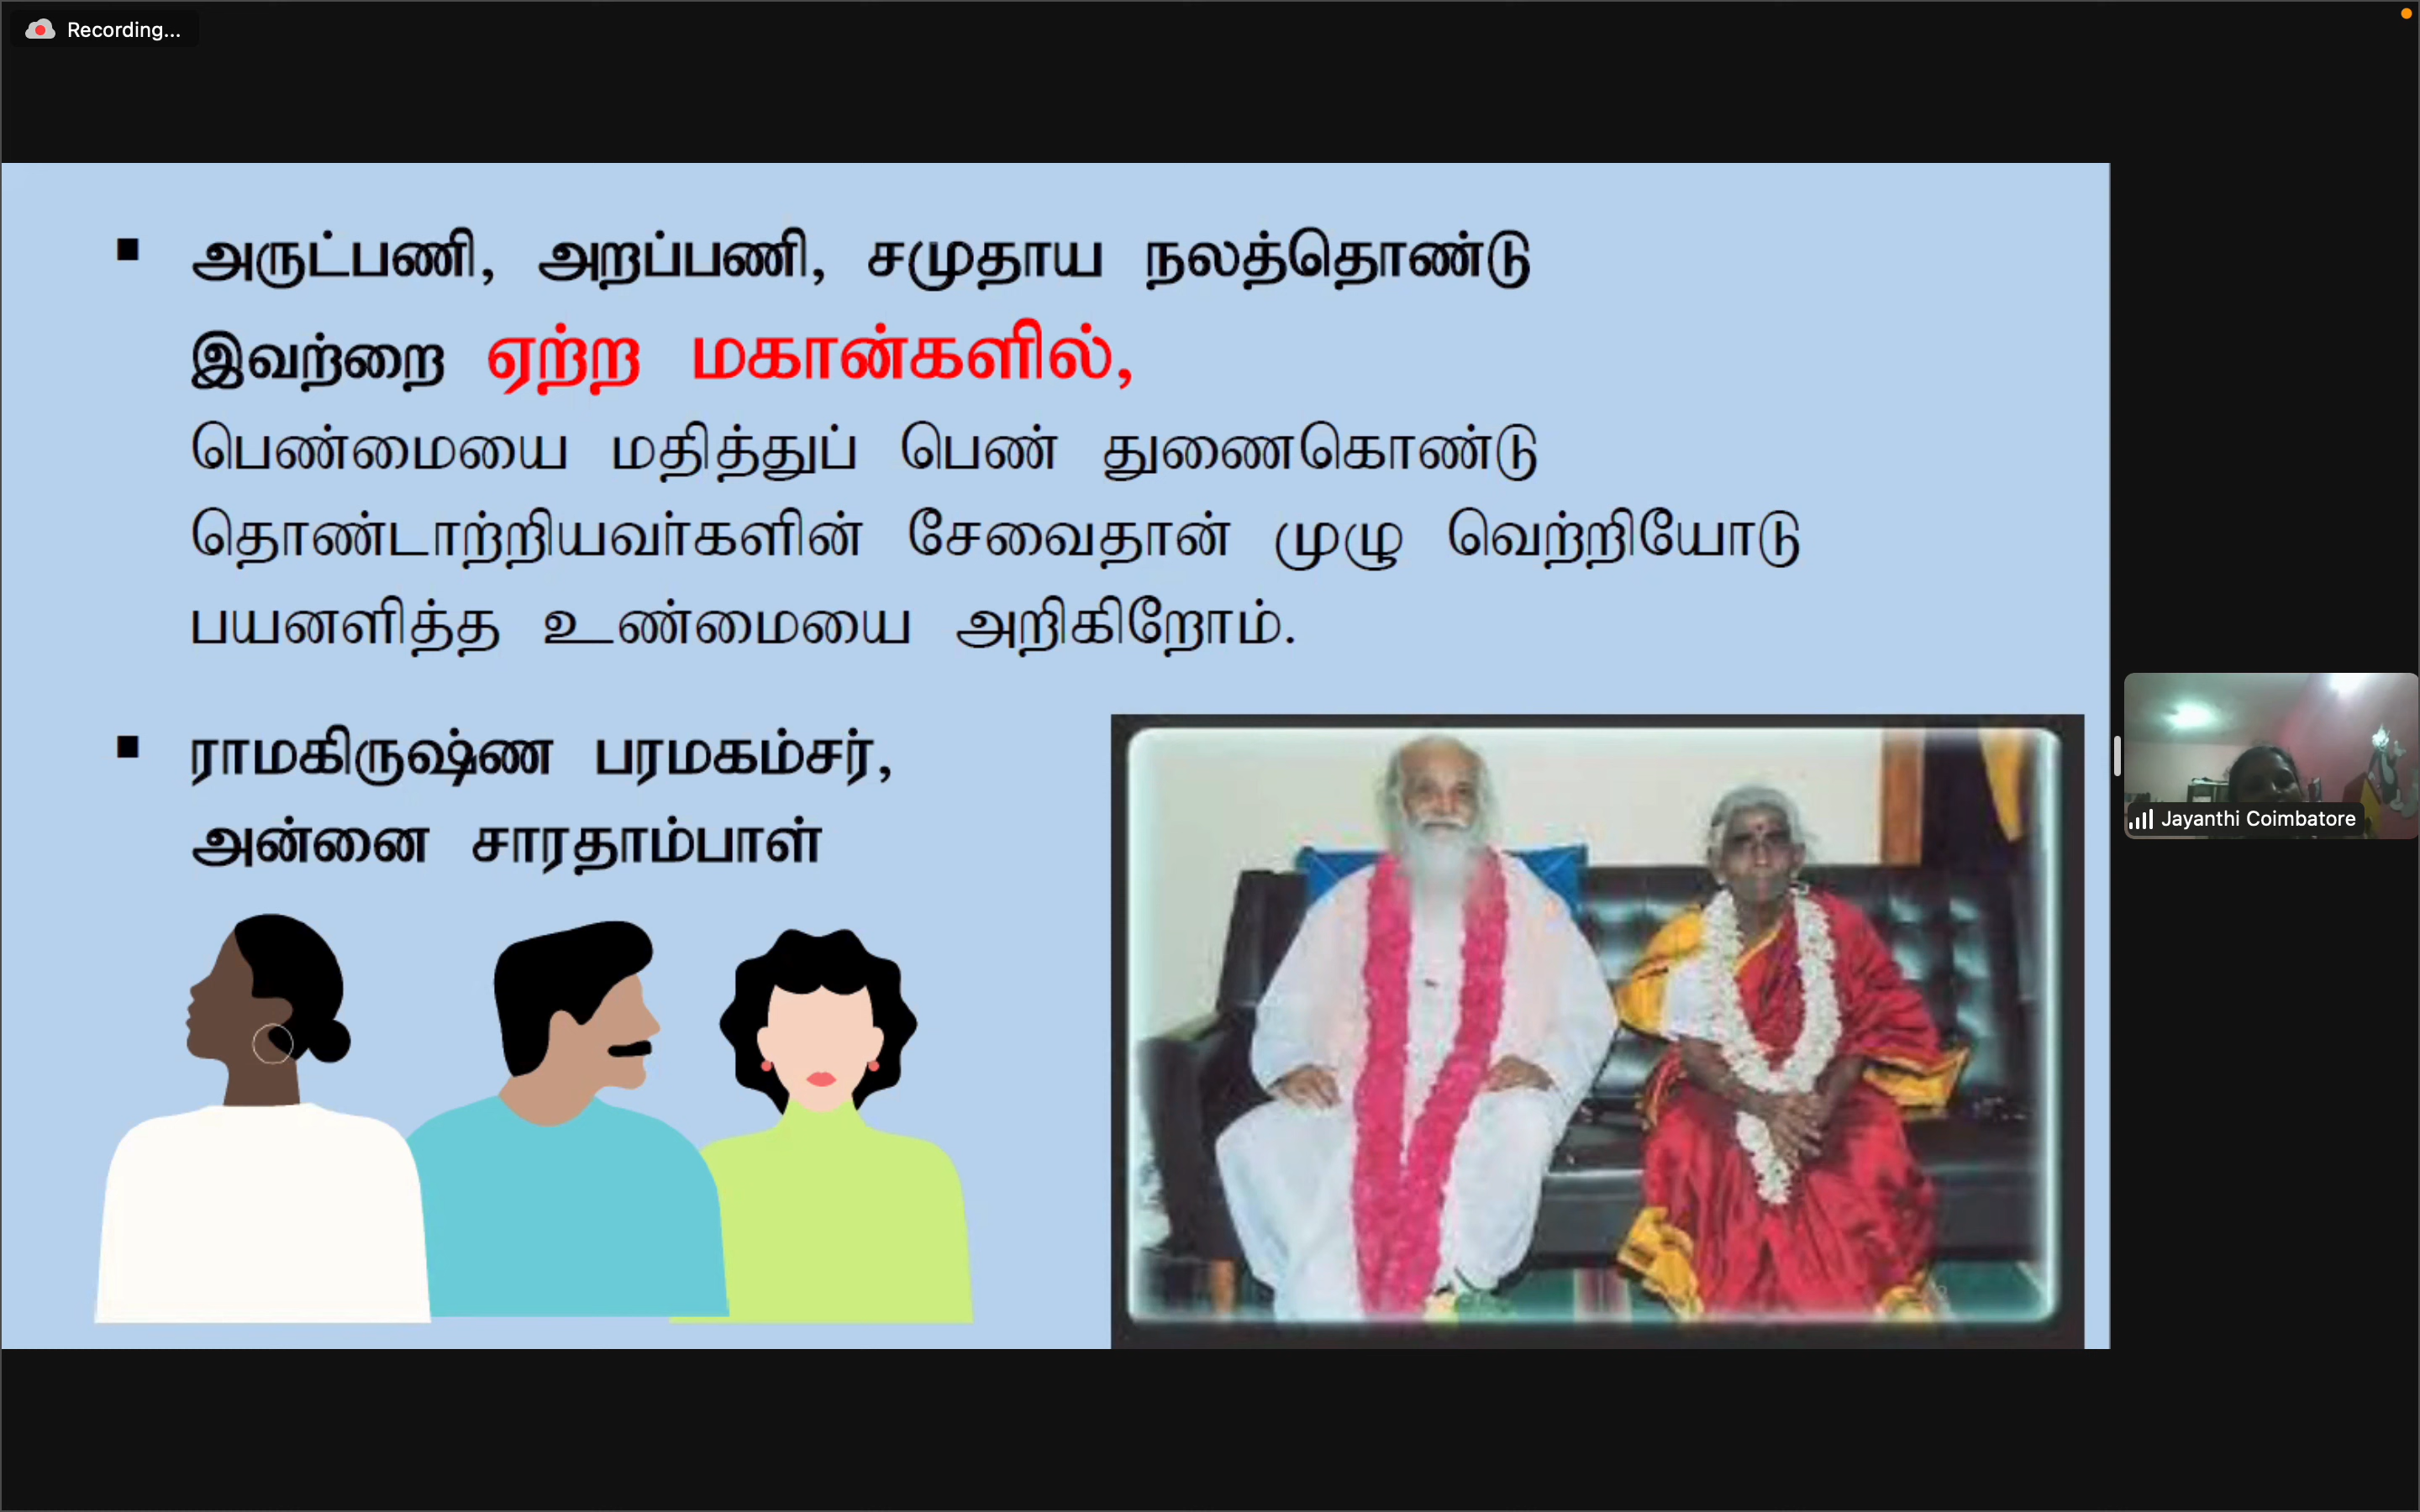 Recording...
▪ அருட்பணி, அறப்பணி, சமுதாய நலத்தொண்டு
இவற்றை ஏற்ற மகான்களில்,
பெண்மையை மதித்துப் பெண் துணைகொண்டு
தொண்டாற்றியவர்களின் சேவைதான் முழு வெற்றியோடு
பயனளித்த உண்மையை அறிகிறோம்.
▪ ராமகிருஷ்ண பரமகம்சர்,
அன்னை சாரதாம்பாள்
Jayanthi Coimbatore